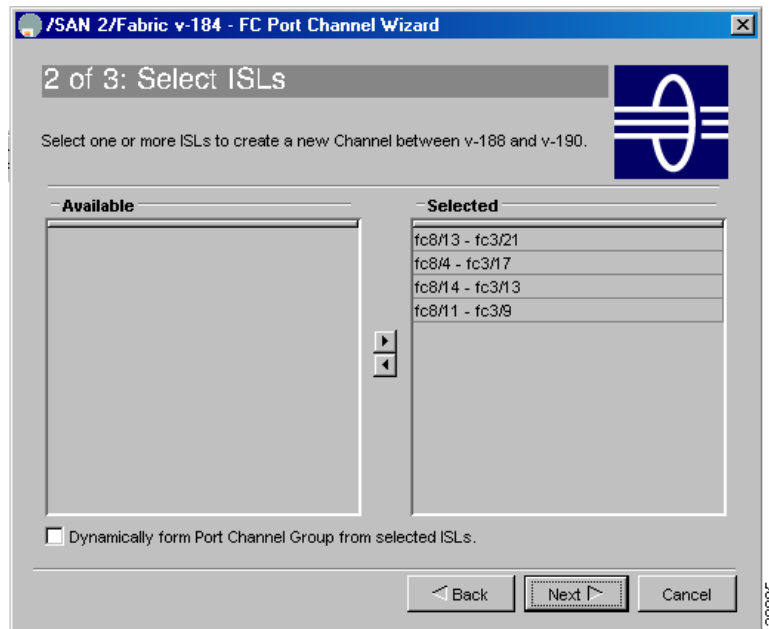 /SAN 2/Fabric v-184 - FC Port Channel Wizard
2 of 3: Select ISLs
Select one or more ISLs to create a new Channel between v-188 and v-190.
Available
Selected
fc8/13 - fc3/21
fc8/4 - fc3/17
fc8/14 - fc3/13
fc8/11 - fc3/9
Dynamically form Port Channel Group from selected ISLs.
Back
Next
Cancel